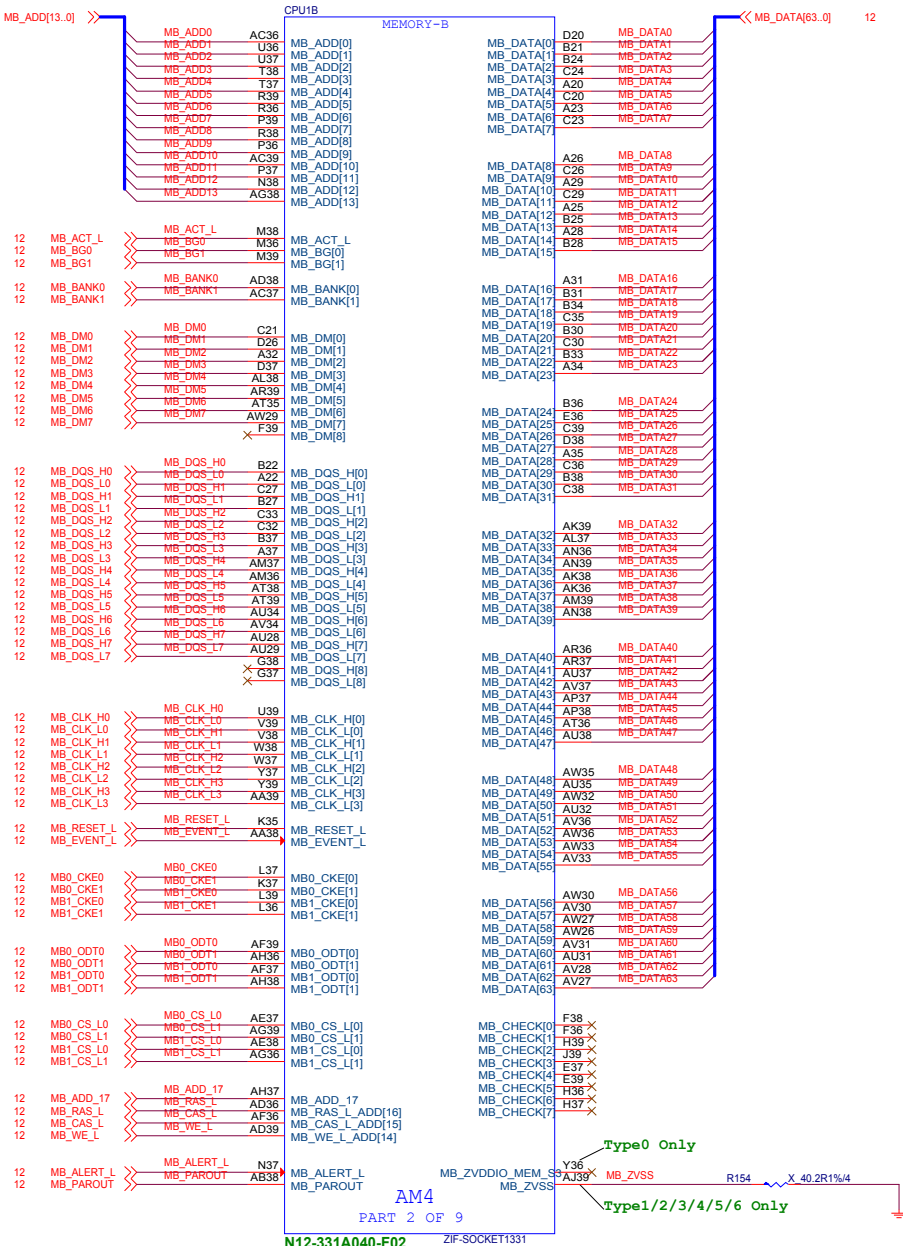 CPU1B
MEMORY-B
MB_ADD[13..0]
MB_DATA[63..0] 12
MB_ADD0 AC36 MB_ADD[0]
MB_ADD1 U36 MB_ADD[1]
MB_ADD2 U37 MB_ADD[2]
MB_ADD3 T38 MB_ADD[3]
MB_ADD4 T37 MB_ADD[4]
MB_ADD5 R39 MB_ADD[5]
MB_ADD6 R36 MB_ADD[6]
MB_ADD7 P39 MB_ADD[7]
MB_ADD8 R38 MB_ADD[8]
MB_ADD9 P36 MB_ADD[9]
MB_ADD10 AC39 MB_ADD[10]
MB_ADD11 P37 MB_ADD[11]
MB_ADD12 N38 MB_ADD[12]
MB_ADD13 AG38 MB_ADD[13]
12 MB_ACT_L MB_ACT_L M38 MB_ACT_L
12 MB_BG0 MB_BG0 M36 MB_BG[0]
12 MB_BG1 MB_BG1 M39 MB_BG[1]
12 MB_BANK0 MB_BANK0 AD38 MB_BANK[0]
12 MB_BANK1 MB_BANK1 AC37 MB_BANK[1]
12 MB_DM0 MB_DM0 C21 MB_DM[0]
12 MB_DM1 MB_DM1 D26 MB_DM[1]
12 MB_DM2 MB_DM2 A32 MB_DM[2]
12 MB_DM3 MB_DM3 D37 MB_DM[3]
12 MB_DM4 MB_DM4 AL38 MB_DM[4]
12 MB_DM5 MB_DM5 AR39 MB_DM[5]
12 MB_DM6 MB_DM6 AT35 MB_DM[6]
12 MB_DM7 MB_DM7 AW29 MB_DM[7]
F39 MB_DM[8]
12 MB_DQS_H0 MB_DQS_H0 B22 MB_DQS_H[0]
12 MB_DQS_L0 MB_DQS_L0 A22 MB_DQS_L[0]
12 MB_DQS_H1 MB_DQS_H1 C27 MB_DQS_H1]
12 MB_DQS_L1 MB_DQS_L1 B27 MB_DQS_L[1]
12 MB_DQS_H2 MB_DQS_H2 C33 MB_DQS_H[2]
12 MB_DQS_L2 MB_DQS_L2 C32 MB_DQS_L[2]
12 MB_DQS_H3 MB_DQS_H3 B37 MB_DQS_H[3]
12 MB_DQS_L3 MB_DQS_L3 A37 MB_DQS_L[3]
12 MB_DQS_H4 MB_DQS_H4 AM37 MB_DQS_H[4]
12 MB_DQS_L4 MB_DQS_L4 AM36 MB_DQS_L[4]
12 MB_DQS_H5 MB_DQS_H5 AT38 MB_DQS_H[5]
12 MB_DQS_L5 MB_DQS_L5 AT39 MB_DQS_L[5]
12 MB_DQS_H6 MB_DQS_H6 AU34 MB_DQS_H[6]
12 MB_DQS_L6 MB_DQS_L6 AV34 MB_DQS_L[6]
12 MB_DQS_H7 MB_DQS_H7 AU28 MB_DQS_H[7]
12 MB_DQS_L7 MB_DQS_L7 AU29 MB_DQS_L[7]
G38 MB_DQS_H[8]
G37 MB_DQS_L[8]
12 MB_CLK_H0 MB_CLK_H0 U39 MB_CLK_H[0]
12 MB_CLK_L0 MB_CLK_L0 V39 MB_CLK_L[0]
12 MB_CLK_H1 MB_CLK_H1 V38 MB_CLK_H[1]
12 MB_CLK_L1 MB_CLK_L1 W38 MB_CLK_L[1]
12 MB_CLK_H2 MB_CLK_H2 W37 MB_CLK_H[2]
12 MB_CLK_L2 MB_CLK_L2 Y37 MB_CLK_L[2]
12 MB_CLK_H3 MB_CLK_H3 Y39 MB_CLK_H[3]
12 MB_CLK_L3 MB_CLK_L3 AA39 MB_CLK_L[3]
12 MB_RESET_L MB_RESET_L K35 MB_RESET_L
12 MB_EVENT_L MB_EVENT_L AA38 MB_EVENT_L
12 MB0_CKE0 MB0_CKE0 L37 MB0_CKE[0]
12 MB0_CKE1 MB0_CKE1 K37 MB0_CKE[1]
12 MB1_CKE0 MB1_CKE0 L39 MB1_CKE[0]
12 MB1_CKE1 MB1_CKE1 L36 MB1_CKE[1]
12 MB0_ODT0 MB0_ODT0 AF39 MB0_ODT[0]
12 MB0_ODT1 MB0_ODT1 AH36 MB0_ODT[1]
12 MB1_ODT0 MB1_ODT0 AF37 MB1_ODT[0]
12 MB1_ODT1 MB1_ODT1 AH38 MB1_ODT[1]
12 MB0_CS_L0 MB0_CS_L0 AE37 MB0_CS_L[0]
12 MB0_CS_L1 MB0_CS_L1 AG39 MB0_CS_L[1]
12 MB1_CS_L0 MB1_CS_L0 AE38 MB1_CS_L[0]
12 MB1_CS_L1 MB1_CS_L1 AG36 MB1_CS_L[1]
12 MB_ADD_17 MB_ADD_17 AH37 MB_ADD_17
12 MB_RAS_L MB_RAS_L AD36 MB_RAS_L_ADD[16]
12 MB_CAS_L MB_CAS_L AF36 MB_CAS_L_ADD[15]
12 MB_WE_L MB_WE_L AD39 MB_WE_L_ADD[14]
12 MB_ALERT_L MB_ALERT_L N37 MB_ALERT_L
12 MB_PAROUT MB_PAROUT AB38 MB_PAROUT
MB_DATA[0] D20 MB_DATA0
MB_DATA[1] B21 MB_DATA1
MB_DATA[2] B24 MB_DATA2
MB_DATA[3] C24 MB_DATA3
MB_DATA[4] A20 MB_DATA4
MB_DATA[5] C20 MB_DATA5
MB_DATA[6] A23 MB_DATA6
MB_DATA[7] C23 MB_DATA7
MB_DATA[8] A26 MB_DATA8
MB_DATA[9] C26 MB_DATA9
MB_DATA[10] A29 MB_DATA10
MB_DATA[11] C29 MB_DATA11
MB_DATA[12] A25 MB_DATA12
MB_DATA[13] B25 MB_DATA13
MB_DATA[14] A28 MB_DATA14
MB_DATA[15] B28 MB_DATA15
MB_DATA[16] A31 MB_DATA16
MB_DATA[17] B31 MB_DATA17
MB_DATA[18] B34 MB_DATA18
MB_DATA[19] C35 MB_DATA19
MB_DATA[20] B30 MB_DATA20
MB_DATA[21] C30 MB_DATA21
MB_DATA[22] B33 MB_DATA22
MB_DATA[23] A34 MB_DATA23
MB_DATA[24] B36 MB_DATA24
MB_DATA[25] E36 MB_DATA25
MB_DATA[26] C39 MB_DATA26
MB_DATA[27] D38 MB_DATA27
MB_DATA[28] A35 MB_DATA28
MB_DATA[29] C36 MB_DATA29
MB_DATA[30] B38 MB_DATA30
MB_DATA[31] C38 MB_DATA31
MB_DATA[32] AK39 MB_DATA32
MB_DATA[33] AL37 MB_DATA33
MB_DATA[34] AN36 MB_DATA34
MB_DATA[35] AN39 MB_DATA35
MB_DATA[36] AK38 MB_DATA36
MB_DATA[37] AK36 MB_DATA37
MB_DATA[38] AM39 MB_DATA38
MB_DATA[39] AN38 MB_DATA39
MB_DATA[40] AR36 MB_DATA40
MB_DATA[41] AR37 MB_DATA41
MB_DATA[42] AU37 MB_DATA42
MB_DATA[43] AV37 MB_DATA43
MB_DATA[44] AP37 MB_DATA44
MB_DATA[45] AP38 MB_DATA45
MB_DATA[46] AT36 MB_DATA46
MB_DATA[47] AU38 MB_DATA47
MB_DATA[48] AW35 MB_DATA48
MB_DATA[49] AU35 MB_DATA49
MB_DATA[50] AW32 MB_DATA50
MB_DATA[51] AU32 MB_DATA51
MB_DATA[52] AV36 MB_DATA52
MB_DATA[53] AW36 MB_DATA53
MB_DATA[54] AW33 MB_DATA54
MB_DATA[55] AV33 MB_DATA55
MB_DATA[56] AW30 MB_DATA56
MB_DATA[57] AV30 MB_DATA57
MB_DATA[58] AW27 MB_DATA58
MB_DATA[59] AW26 MB_DATA59
MB_DATA[60] AV31 MB_DATA60
MB_DATA[61] AU31 MB_DATA61
MB_DATA[62] AV28 MB_DATA62
MB_DATA[63] AV27 MB_DATA63
MB_CHECK[0] F38
MB_CHECK[1] F36
MB_CHECK[2] H39
MB_CHECK[3] J39
MB_CHECK[4] E37
MB_CHECK[5] E39
MB_CHECK[6] H36
MB_CHECK[7] H37
Type0 Only
MB_ZVDDIO_MEM_S3 Y36
MB_ZVSS AJ39 MB_ZVSS R154 X_40.2R1%/4
Type1/2/3/4/5/6 Only
AM4
PART 2 OF 9
N12-331A040-F02 ZIF-SOCKET1331